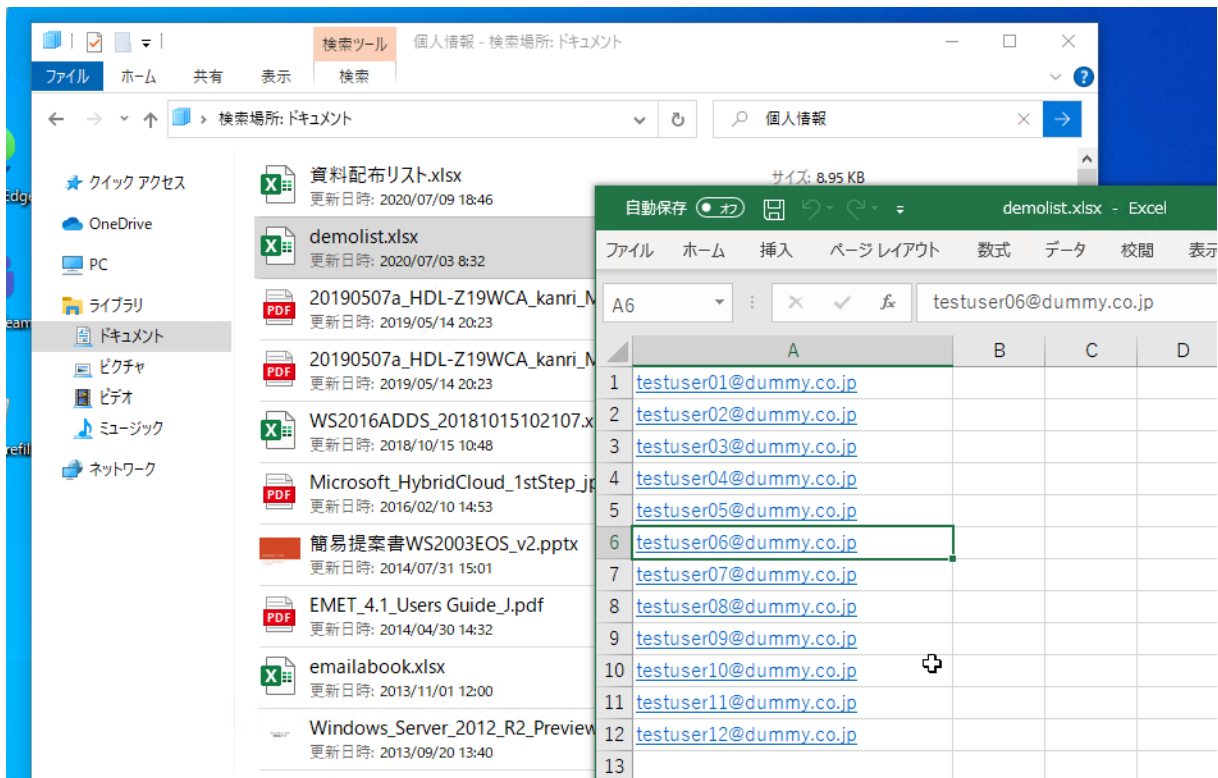 検索ツール 個人情報 - 検索場所: ドキュメント
ファイル ホーム 共有 表示 検索
検索場所: ドキュメント 個人情報
クイック アクセス
OneDrive
PC
ライブラリ
ドキュメント
ピクチャ
ビデオ
ミュージック
ネットワーク
資料配布リスト.xlsx
更新日時: 2020/07/09 18:46
サイズ: 8.95 KB
demolist.xlsx
更新日時: 2020/07/03 8:32
20190507a_HDL-Z19WCA_kanri_M
更新日時: 2019/05/14 20:23
20190507a_HDL-Z19WCA_kanri_M
更新日時: 2019/05/14 20:23
WS2016ADDS_20181015102107.x
更新日時: 2018/10/15 10:48
Microsoft_HybridCloud_1stStep_jp
更新日時: 2016/02/10 14:53
簡易提案書WS2003EOS_v2.pptx
更新日時: 2014/07/31 15:01
EMET_4.1_Users Guide_J.pdf
更新日時: 2014/04/30 14:32
emailabook.xlsx
更新日時: 2013/11/01 12:00
Windows_Server_2012_R2_Preview
更新日時: 2013/09/20 13:40
自動保存 オフ demolist.xlsx - Excel
ファイル ホーム 挿入 ページ レイアウト 数式 データ 校閲 表示
A6 fx testuser06@dummy.co.jp
A B C D
1 testuser01@dummy.co.jp
2 testuser02@dummy.co.jp
3 testuser03@dummy.co.jp
4 testuser04@dummy.co.jp
5 testuser05@dummy.co.jp
6 testuser06@dummy.co.jp
7 testuser07@dummy.co.jp
8 testuser08@dummy.co.jp
9 testuser09@dummy.co.jp
10 testuser10@dummy.co.jp
11 testuser11@dummy.co.jp
12 testuser12@dummy.co.jp
13